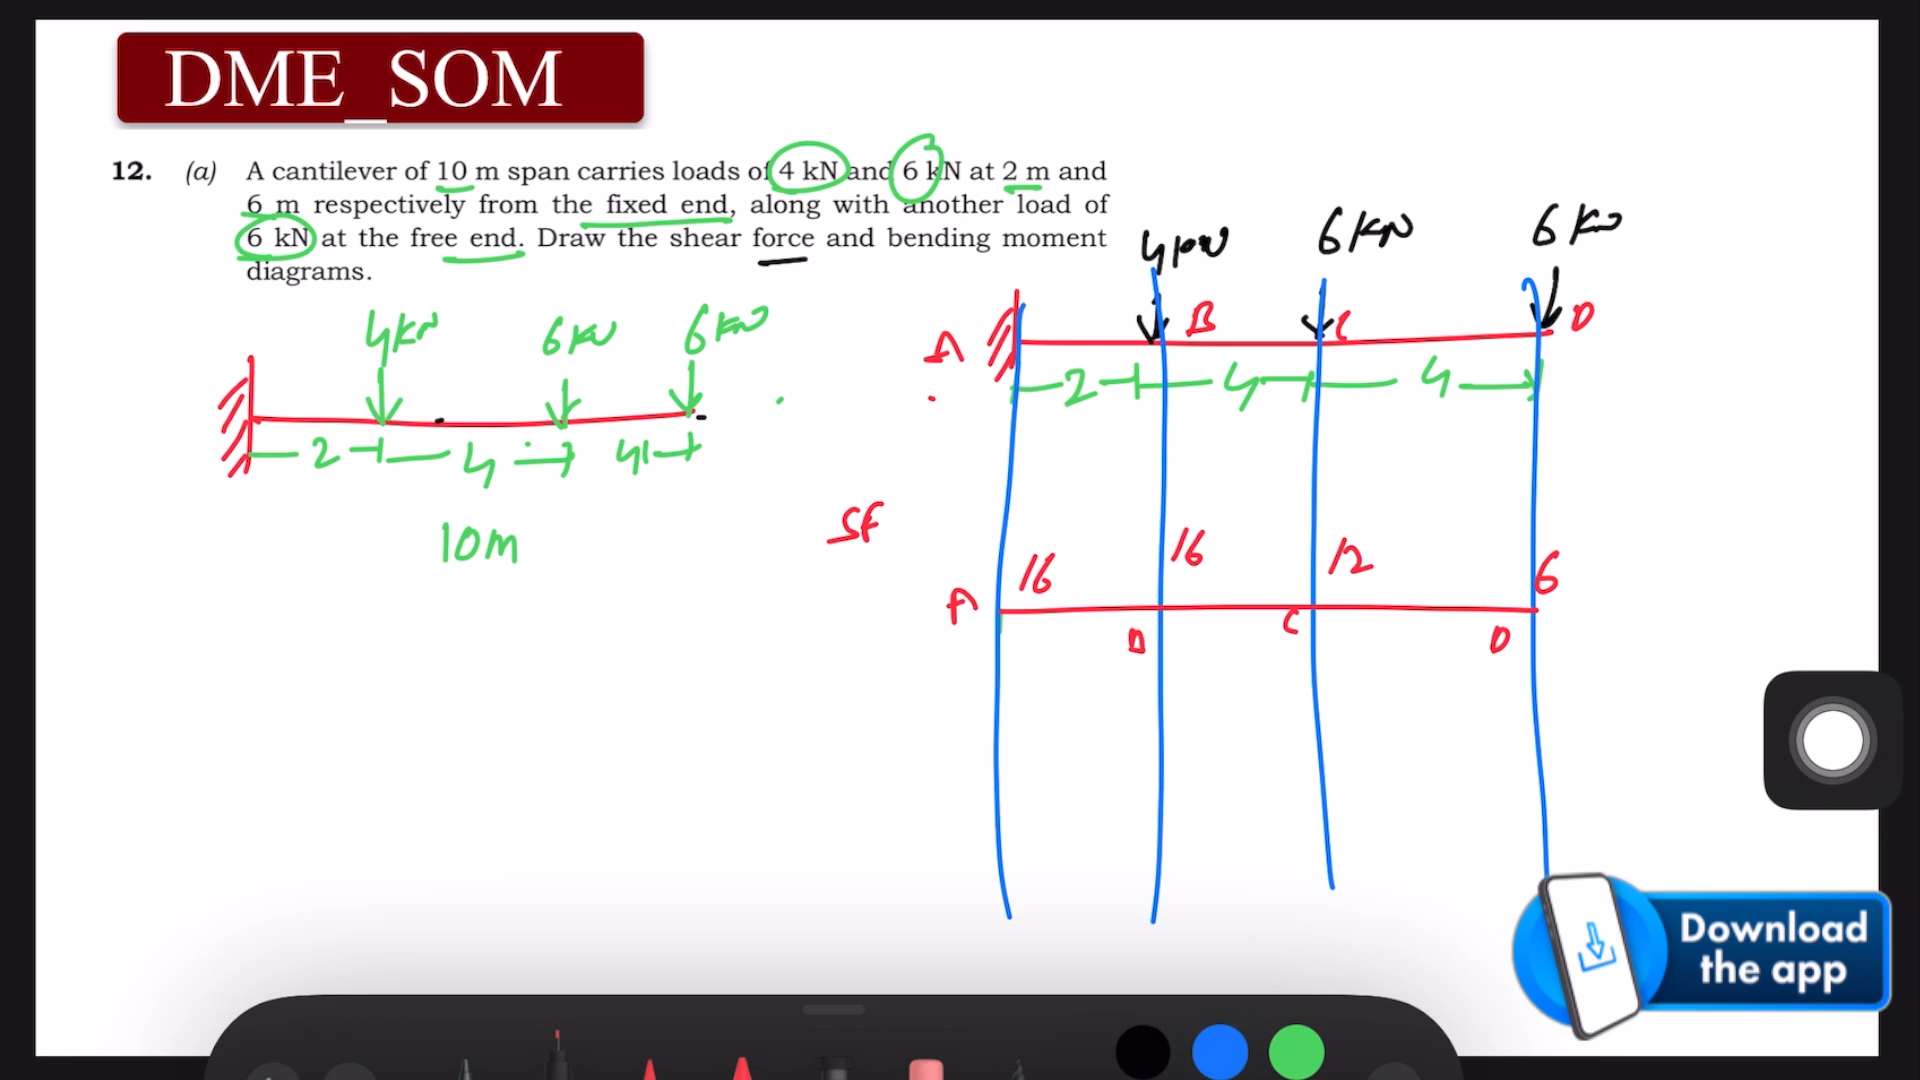 DME_SOM
12. (a) A cantilever of 10 m span carries loads of 4 kN and 6 kN at 2 m and
6 m respectively from the fixed end, along with another load of
6 kN at the free end. Draw the shear force and bending moment
diagrams.
4kN 6kN 6kN
2 4 4
10m
4kN 6kN 6kN
A B C D
2 4 4
SF
16 16 12 6
A B C D
Download
the app